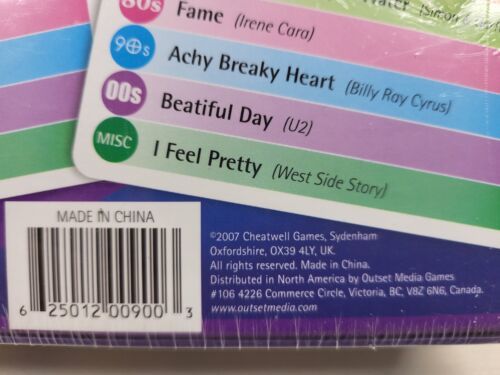 80s Fame (Irene Cara)
90s Achy Breaky Heart (Billy Ray Cyrus)
00s Beatiful Day (U2)
MISC I Feel Pretty (West Side Story)
MADE IN CHINA
6 25012 00900 3
©2007 Cheatwell Games, Sydenham
Oxfordshire, OX39 4LY, UK.
All rights reserved. Made in China.
Distributed in North America by Outset Media Games
#106 4226 Commerce Circle, Victoria, BC, V8Z 6N6, Canada.
www.outsetmedia.com